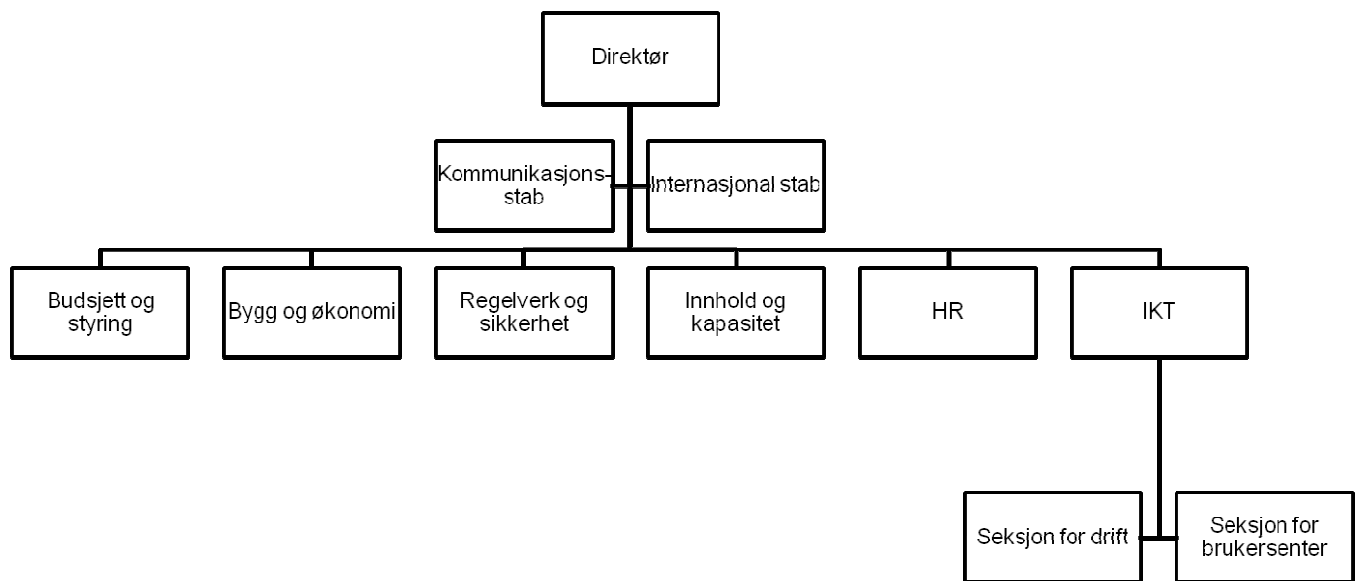 Direktør
Kommunikasjons-
stab
Internasjonal stab
Budsjett og
styring
Bygg og økonomi
Regelverk og
sikkerhet
Innhold og
kapasitet
HR
IKT
Seksjon for drift
Seksjon for
brukersenter